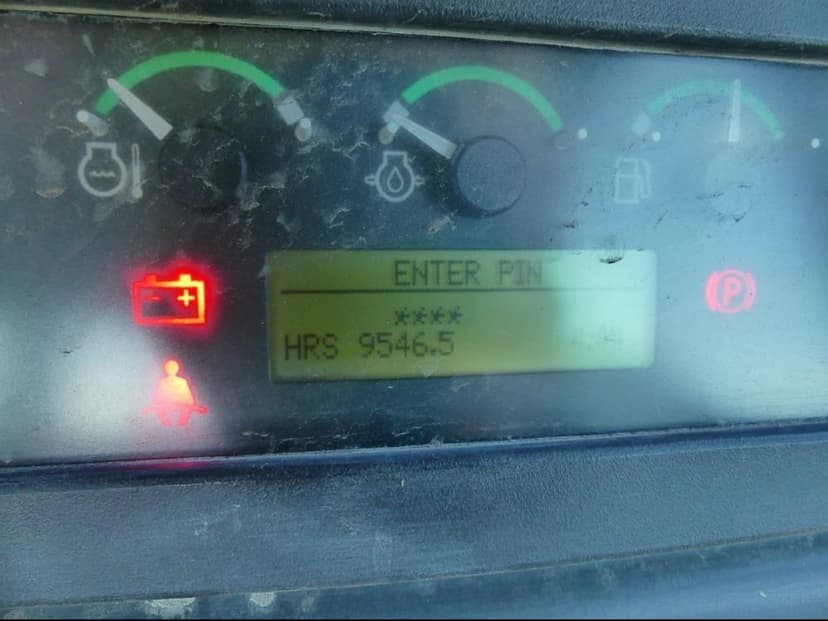 ENTER PIN
****
HRS 9546.5
P